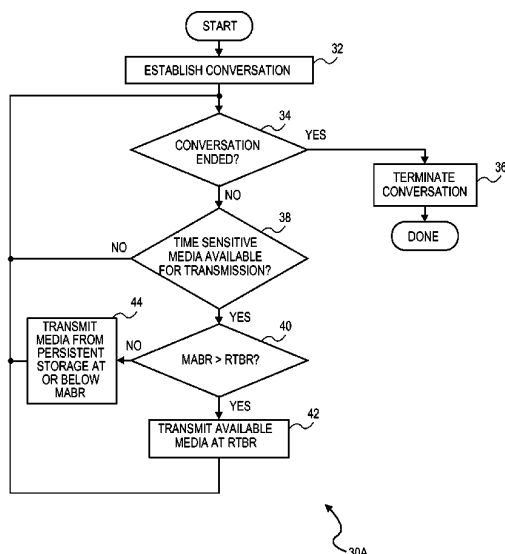 START
32
ESTABLISH CONVERSATION
34
CONVERSATION
ENDED?
YES
36
TERMINATE
CONVERSATION
DONE
NO
38
TIME SENSITIVE
MEDIA AVAILABLE
FOR TRANSMISSION?
NO
YES
44
TRANSMIT
MEDIA FROM
PERSISTENT
STORAGE AT
OR BELOW
MABR
NO
40
MABR > RTBR?
YES
42
TRANSMIT AVAILABLE
MEDIA AT RTBR
30A